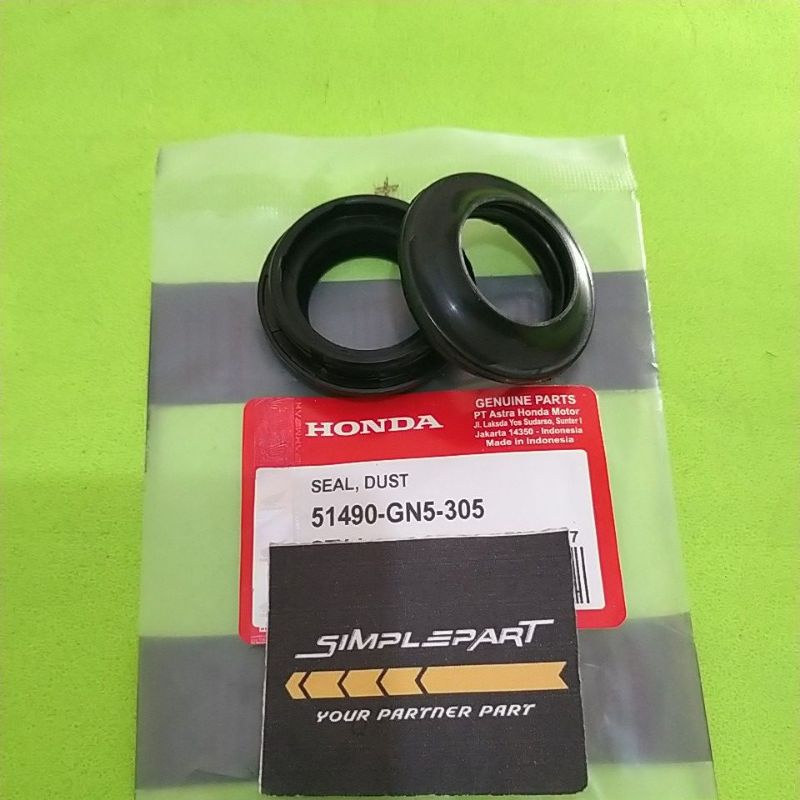 HONDA
GENUINE PARTS
PT Astra Honda Motor
Jl. Laksda Yos Sudarso, Sunter 1
Jakarta 14350 - Indonesia
Made in Indonesia
SEAL, DUST
51490-GN5-305
SIMPLEPART
YOUR PARTNER PART